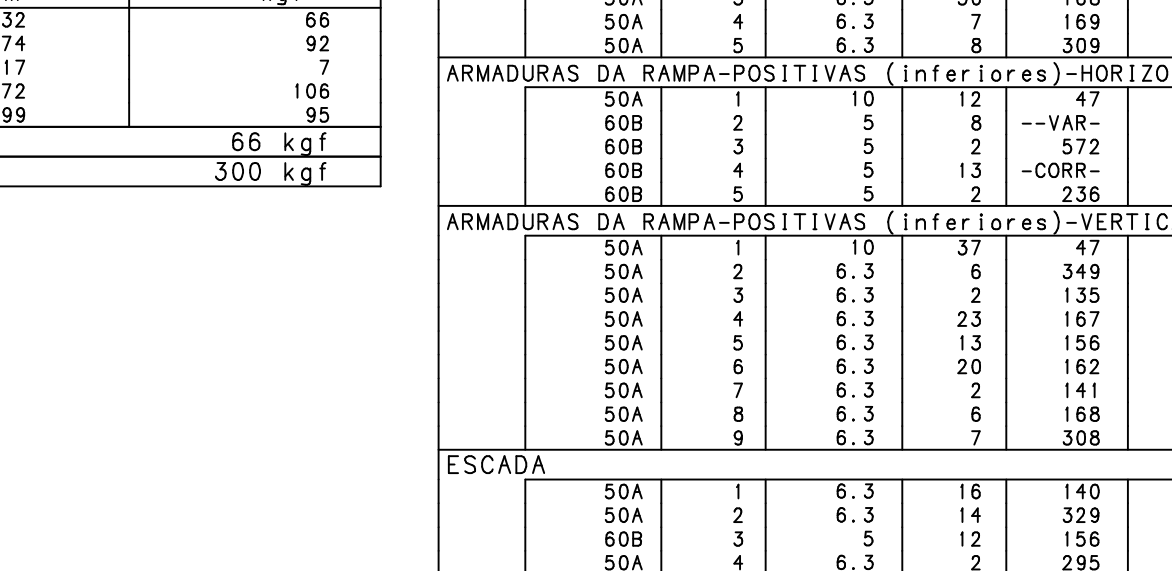 32 66
74 92
17 7
72 106
99 95
66 kgf
300 kgf
50A 4 6.3 7 169
50A 5 6.3 8 309
ARMADURAS DA RAMPA-POSITIVAS (inferiores)-HORIZO
50A 1 10 12 47
60B 2 5 8 --VAR-
60B 3 5 2 572
60B 4 5 13 -CORR-
60B 5 5 2 236
ARMADURAS DA RAMPA-POSITIVAS (inferiores)-VERTIC
50A 1 10 37 47
50A 2 6.3 6 349
50A 3 6.3 2 135
50A 4 6.3 23 167
50A 5 6.3 13 156
50A 6 6.3 20 162
50A 7 6.3 2 141
50A 8 6.3 6 168
50A 9 6.3 7 308
ESCADA
50A 1 6.3 16 140
50A 2 6.3 14 329
60B 3 5 12 156
50A 4 6.3 2 295